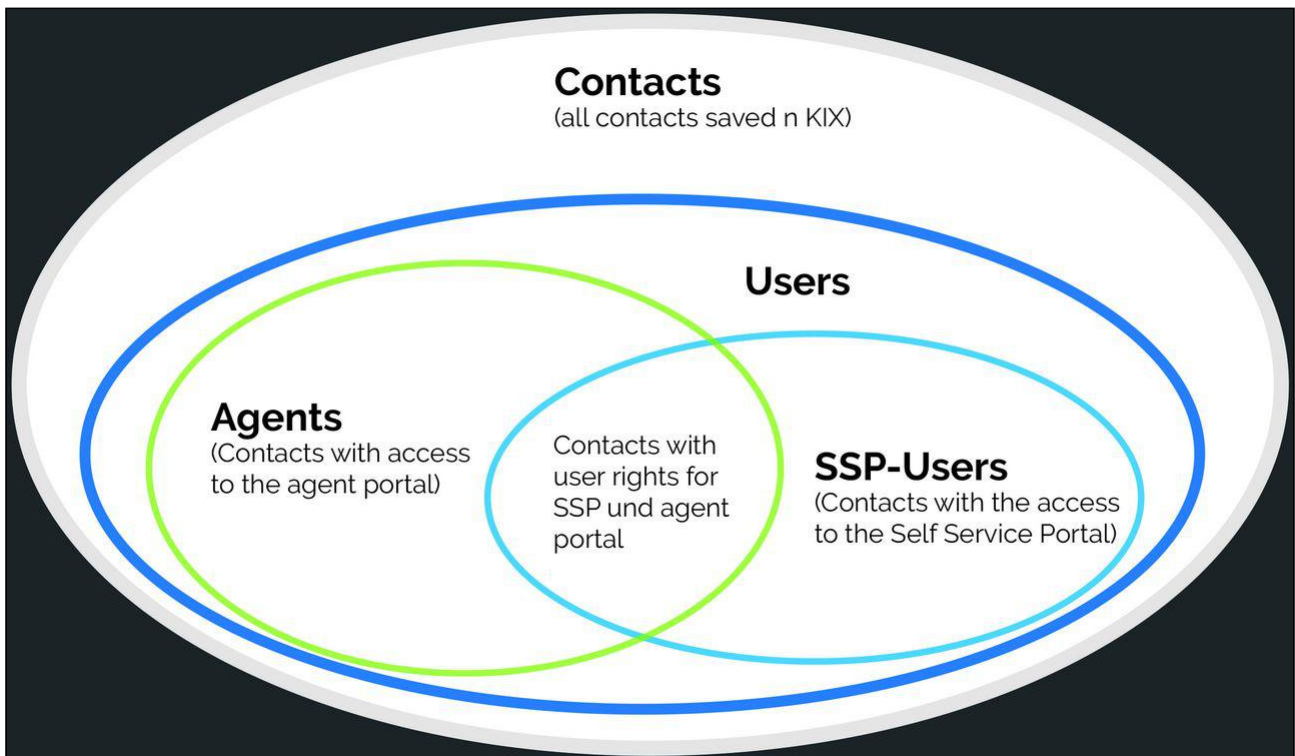 Contacts
(all contacts saved n KIX)
Users
Agents
(Contacts with access
to the agent portal)
Contacts with
user rights for
SSP und agent
portal
SSP-Users
(Contacts with the access
to the Self Service Portal)